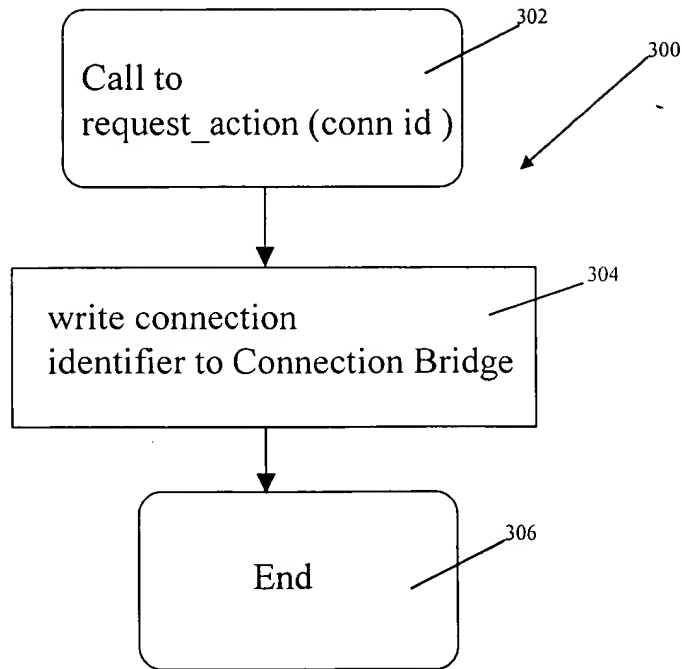 302
300
Call to
request_action (conn id )
304
write connection
identifier to Connection Bridge
306
End